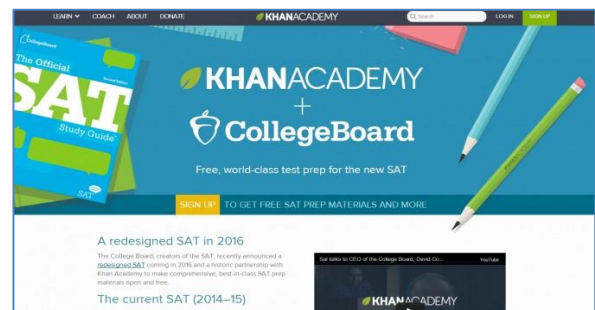 LEARN COACH ABOUT DONATE KHANACADEMY Search LOG IN SIGN UP
CollegeBoard
The Official
SAT
Study Guide
SAT
KHANACADEMY
+
CollegeBoard
Free, world-class test prep for the new SAT
SIGN UP TO GET FREE SAT PREP MATERIALS AND MORE
A redesigned SAT in 2016
The College Board, creators of the SAT, recently announced a
redesigned SAT coming in 2016 and a historic partnership with
Khan Academy to make comprehensive, best-in-class SAT prep
materials open and free.
Sal talks to CEO of the College Board, David Co... YouTube
KHANACADEMY
The current SAT (2014–15)